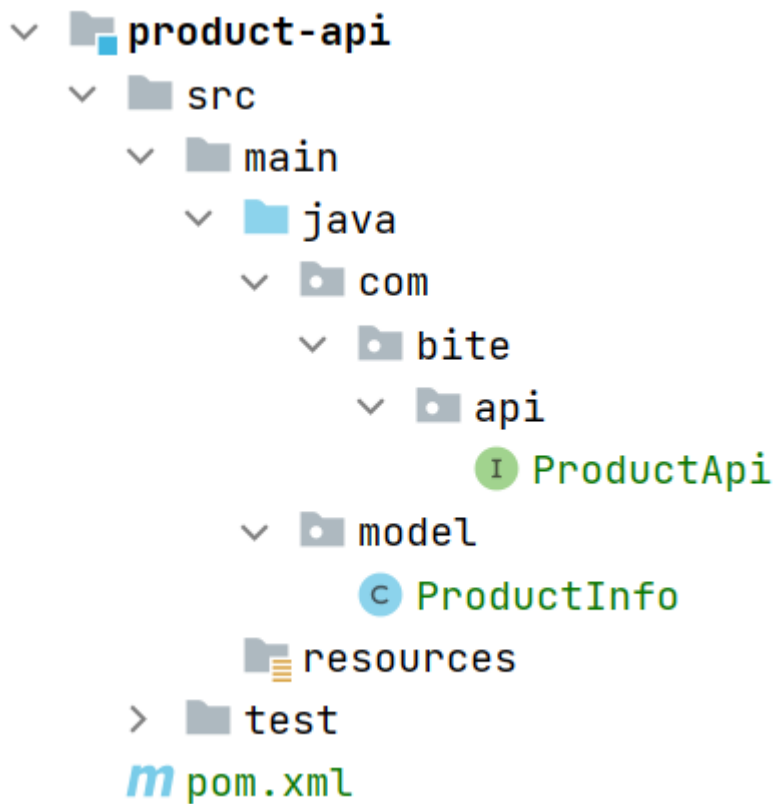 product-api
src
main
java
com
bite
api
I ProductApi
model
C ProductInfo
resources
test
m pom.xml